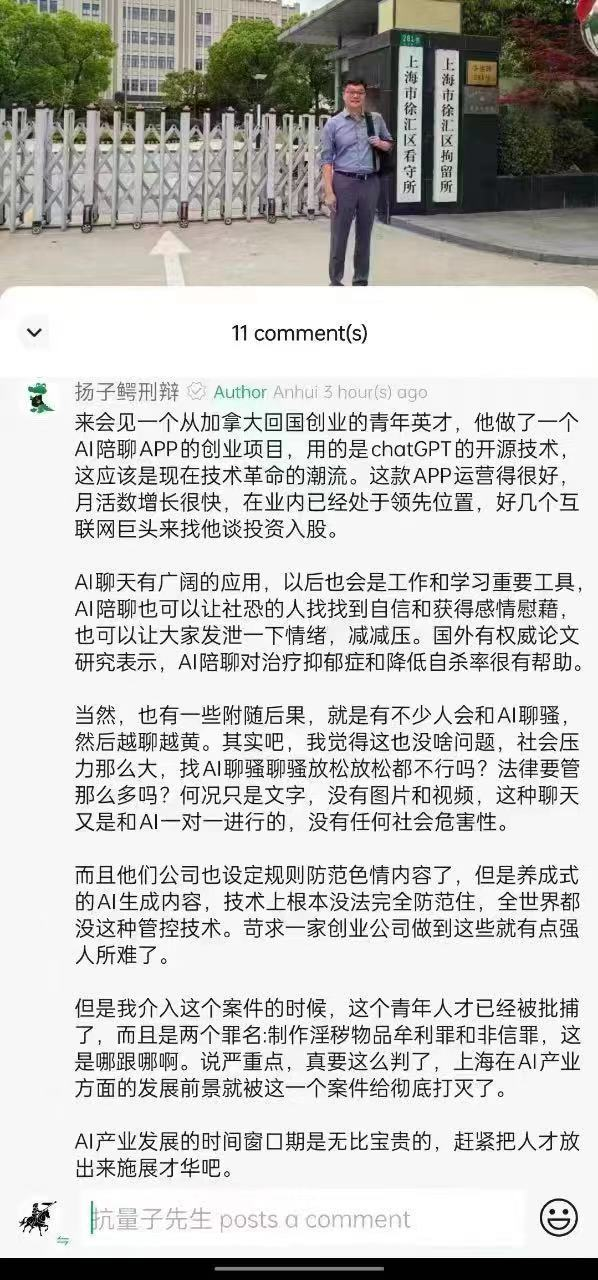 281号
上海市徐汇区看守所
上海市徐汇区拘留所
11 comment(s)
扬子鳄刑辩 Author Anhui 3 hour(s) ago
来会见一个从加拿大回国创业的青年英才，他做了一个
AI陪聊APP的创业项目，用的是chatGPT的开源技术，
这应该是现在技术革命的潮流。这款APP运营得很好，
月活数增长很快，在业内已经处于领先位置，好几个互
联网巨头来找他谈投资入股。
AI聊天有广阔的应用，以后也会是工作和学习重要工具，
AI陪聊也可以让社恐的人找找到自信和获得感情慰藉，
也可以让大家发泄一下情绪，减减压。国外有权威论文
研究表示，AI陪聊对治疗抑郁症和降低自杀率很有帮助。
当然，也有一些附随后果，就是有不少人会和AI聊骚，
然后越聊越黄。其实吧，我觉得这也没啥问题，社会压
力那么大，找AI聊骚聊骚放松放松都不行吗？法律要管
那么多吗？何况只是文字，没有图片和视频，这种聊天
又是和AI一对一进行的，没有任何社会危害性。
而且他们公司也设定规则防范色情内容了，但是养成式
的AI生成内容，技术上根本没法完全防范住，全世界都
没这种管控技术。苛求一家创业公司做到这些就有点强
人所难了。
但是我介入这个案件的时候，这个青年人才已经被批捕
了，而且是两个罪名:制作淫秽物品牟利罪和非信罪，这
是哪跟哪啊。说严重点，真要这么判了，上海在AI产业
方面的发展前景就被这一个案件给彻底打灭了。
AI产业发展的时间窗口期是无比宝贵的，赶紧把人才放
出来施展才华吧。
抗量子先生 posts a comment